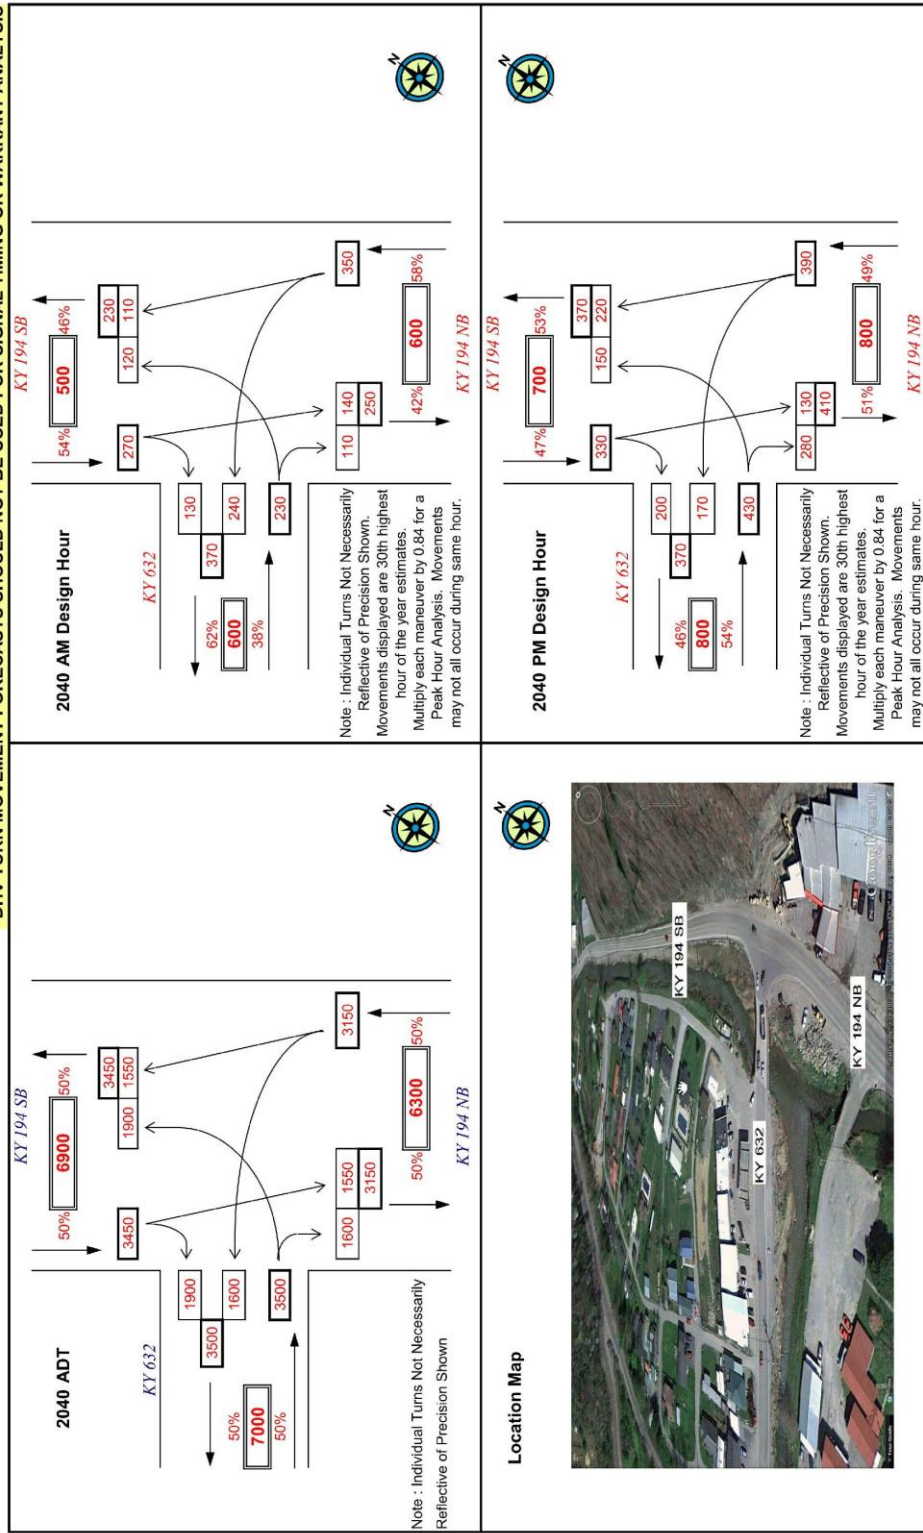 DHV TURN MOVEMENT FORECASTS SHOULD NOT BE USED FOR SIGNAL TIMING OR WARRANT ANALYSIS
2040 ADT
KY 194 SB
6900
50%
50%
3450
3450
1900
1550
KY 632
1900
1600
3500
3500
50%
7000
50%
1600
1550
3150
3150
50%
6300
50%
KY 194 NB
N
Note : Individual Turns Not Necessarily
Reflective of Precision Shown
2040 AM Design Hour
KY 194 SB
54%
500
46%
270
230
120
110
KY 632
130
240
370
230
62%
600
38%
110
140
250
350
42%
600
58%
KY 194 NB
N
Note : Individual Turns Not Necessarily
Reflective of Precision Shown.
Movements displayed are 30th highest
hour of the year estimates.
Multiply each maneuver by 0.84 for a
Peak Hour Analysis. Movements
may not all occur during same hour.
Location Map
N
KY 194 SB
KY 632
KY 194 NB
2040 PM Design Hour
KY 194 SB
47%
700
53%
330
370
150
220
KY 632
200
170
370
430
46%
800
54%
280
130
410
390
51%
800
49%
KY 194 NB
N
Note : Individual Turns Not Necessarily
Reflective of Precision Shown.
Movements displayed are 30th highest
hour of the year estimates.
Multiply each maneuver by 0.84 for a
Peak Hour Analysis. Movements
may not all occur during same hour.